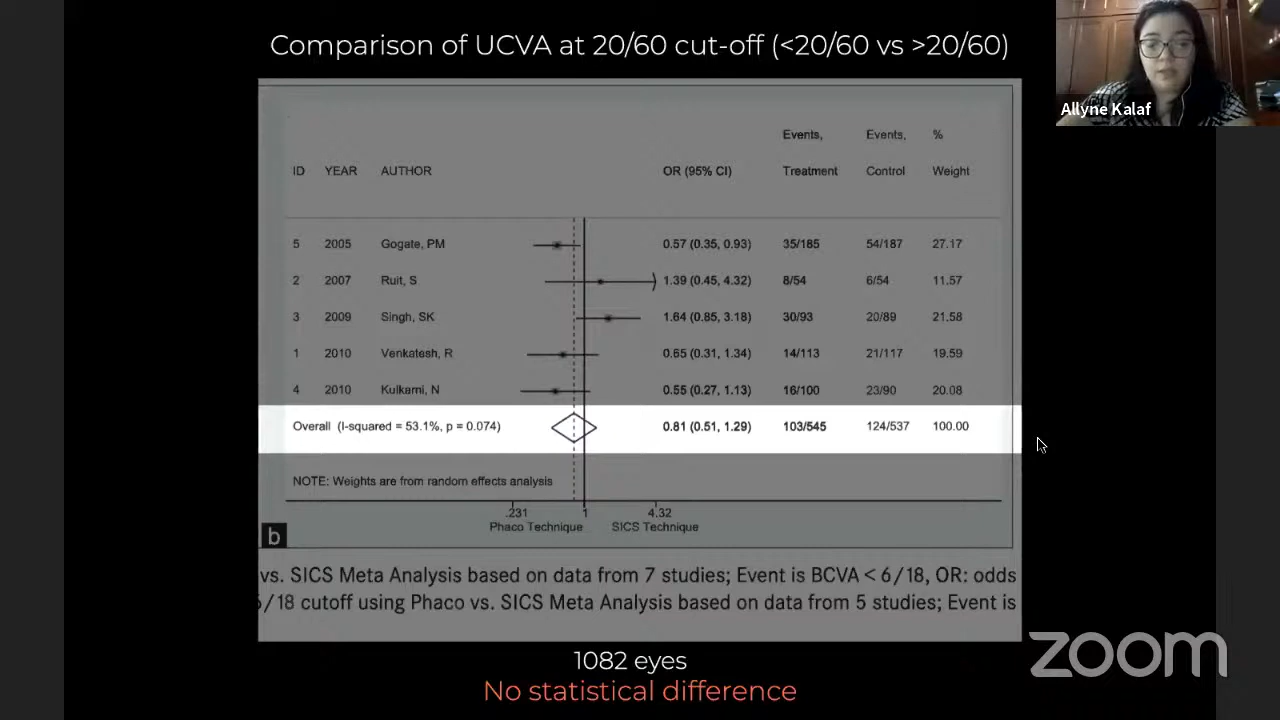 Comparison of UCVA at 20/60 cut-off (<20/60 vs >20/60)
Allyne Kalaf
Events, Events, %
ID YEAR AUTHOR OR (95% CI) Treatment Control Weight
5 2005 Gogate, PM 0.57 (0.35, 0.93) 35/185 54/187 27.17
2 2007 Ruit, S 1.39 (0.45, 4.32) 8/54 6/54 11.57
3 2009 Singh, SK 1.64 (0.85, 3.18) 30/93 20/89 21.58
1 2010 Venkatesh, R 0.65 (0.31, 1.34) 14/113 21/117 19.59
4 2010 Kulkarni, N 0.55 (0.27, 1.13) 16/100 23/90 20.08
Overall (I-squared = 53.1%, p = 0.074) 0.81 (0.51, 1.29) 103/545 124/537 100.00
NOTE: Weights are from random effects analysis
.231 1 4.32
Phaco Technique SICS Technique
b
vs. SICS Meta Analysis based on data from 7 studies; Event is BCVA < 6/18, OR: odds
/18 cutoff using Phaco vs. SICS Meta Analysis based on data from 5 studies; Event is
1082 eyes
No statistical difference
zoom